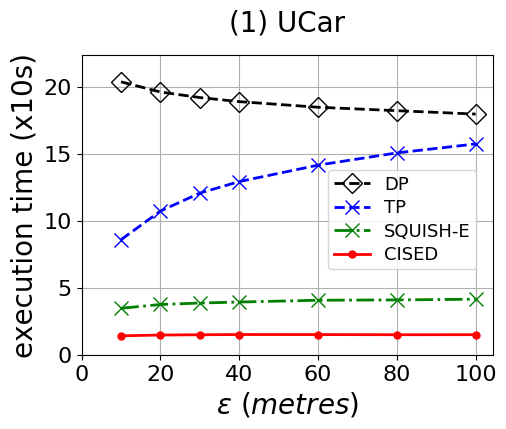 (1) UCar
execution time (x10s)
20
15
10
5
0
DP
TP
SQUISH-E
CISED
0 20 40 60 80 100
ε (metres)